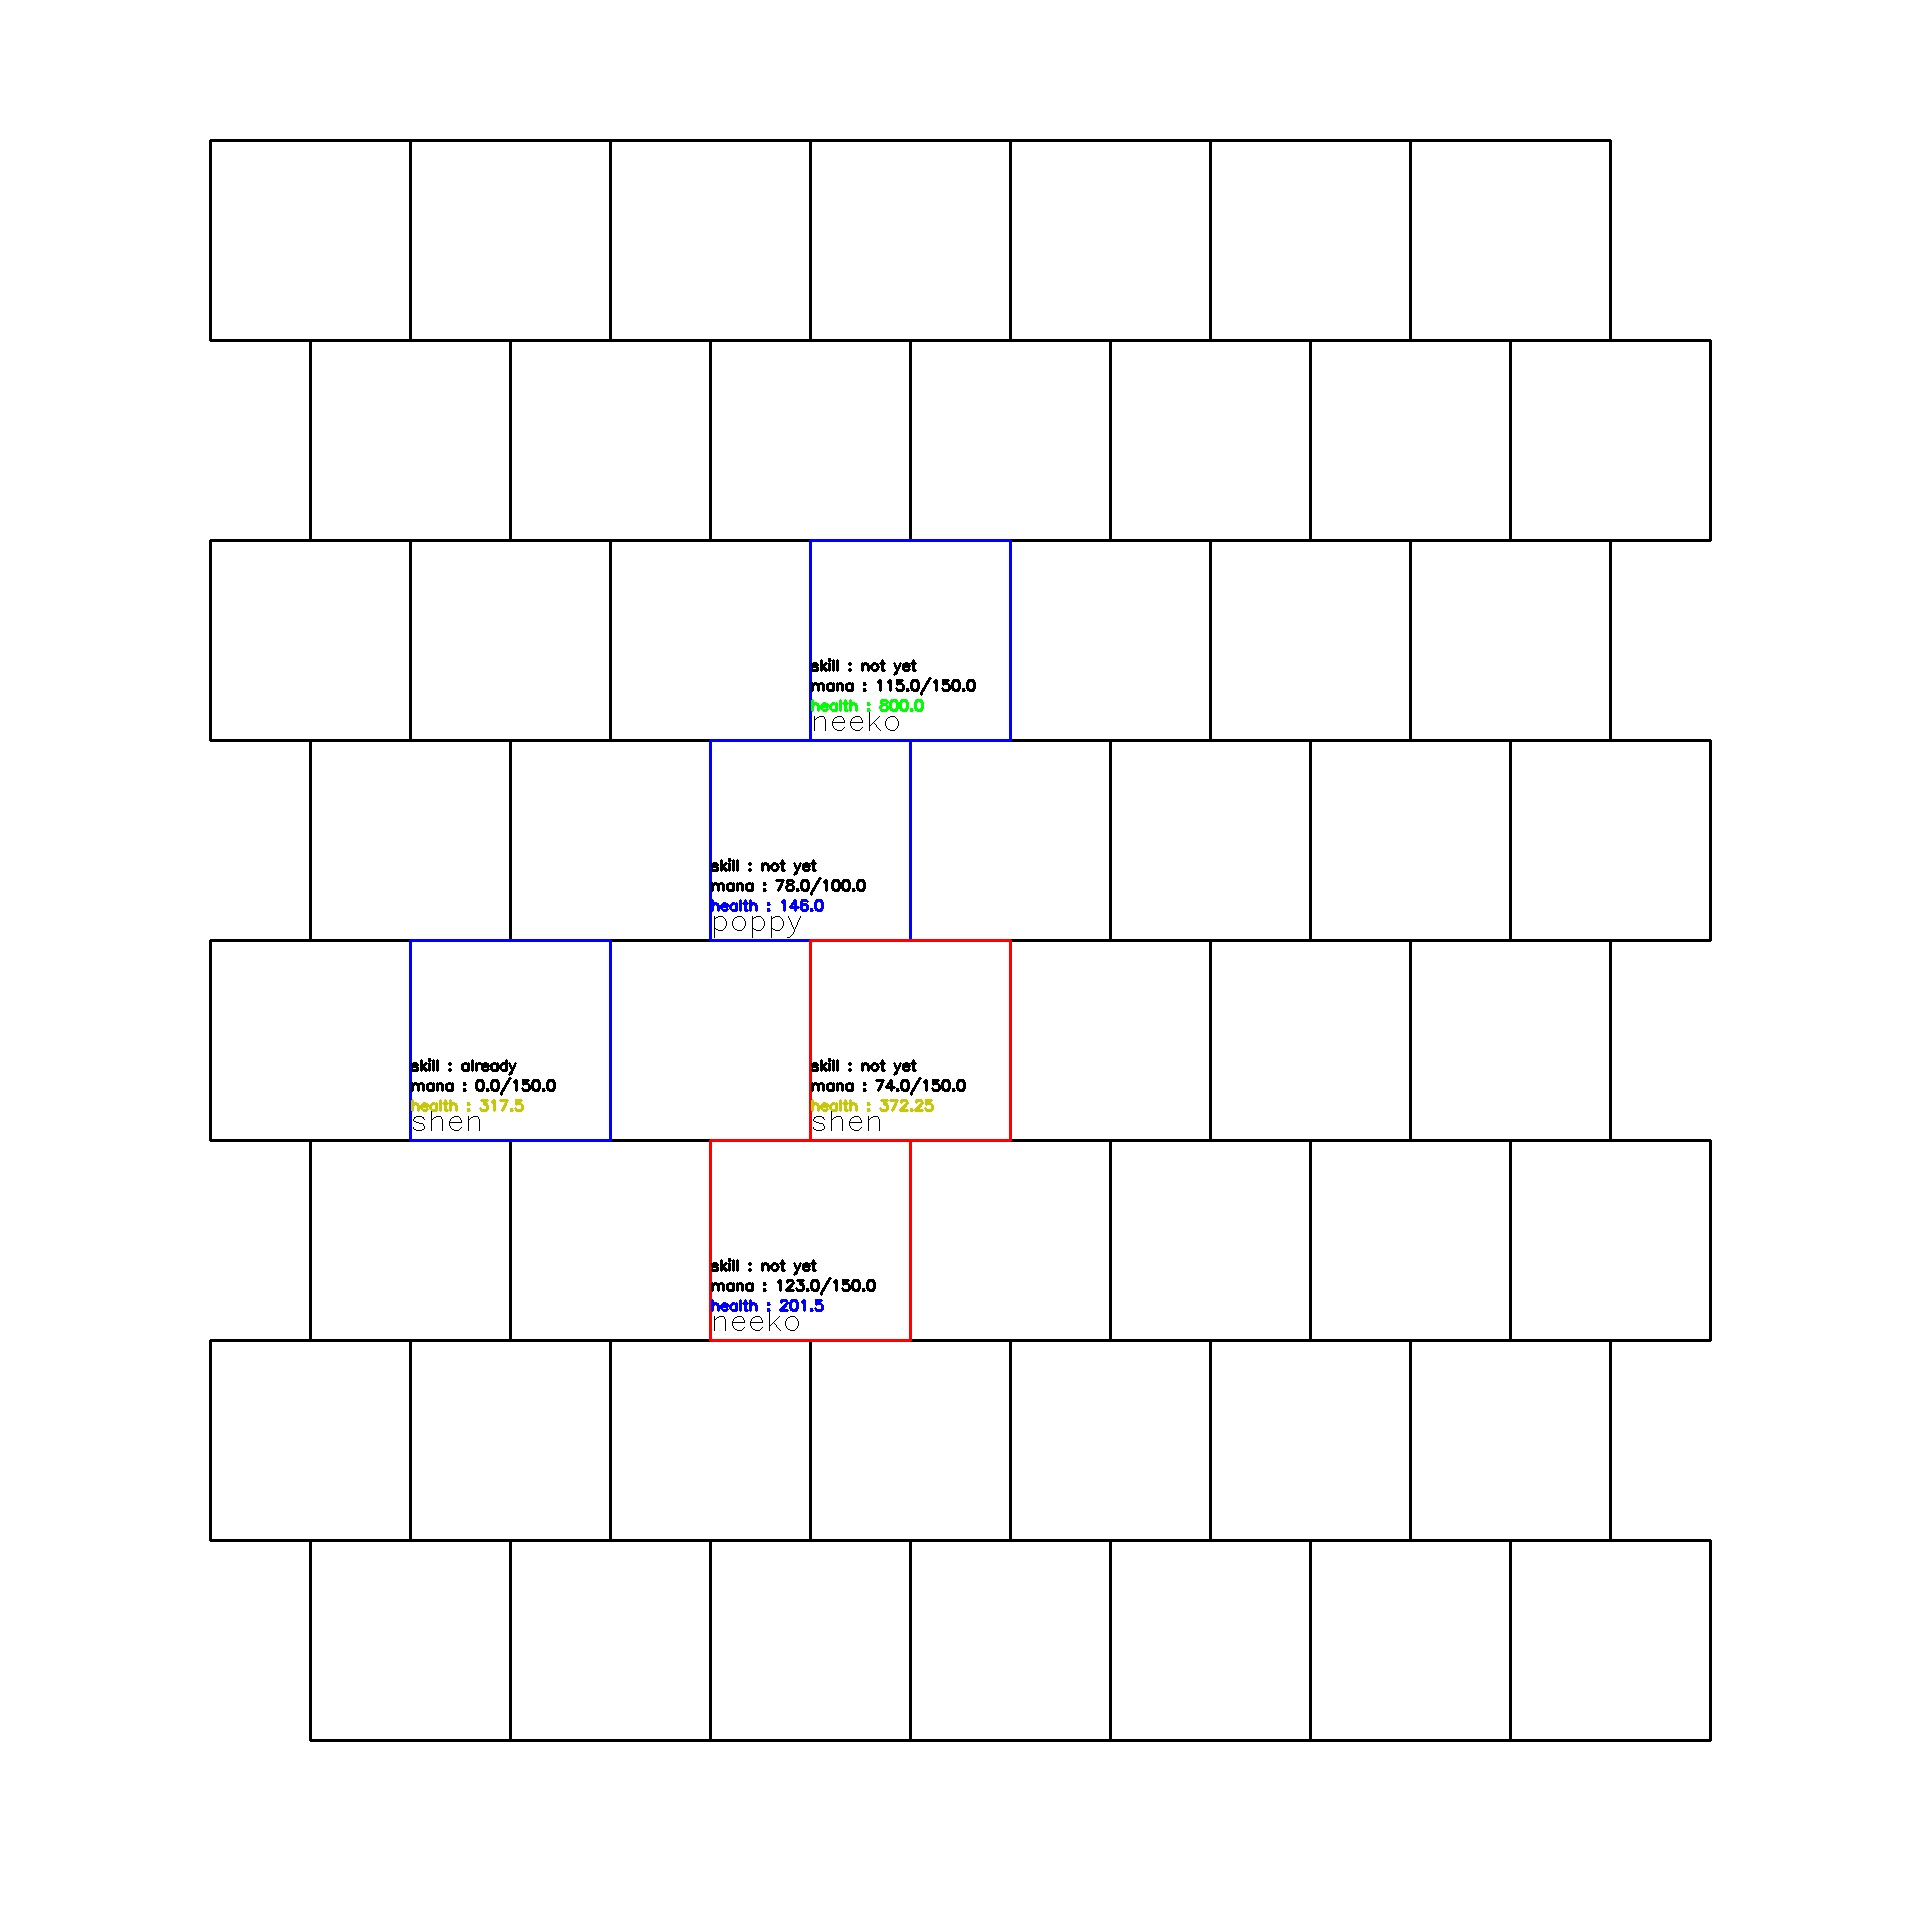 skill : not yet
mana : 115.0/150.0
health : 800.0
neeko
skill : not yet
mana : 78.0/100.0
health : 146.0
poppy
skill : already
mana : 0.0/150.0
health : 317.5
shen
skill : not yet
mana : 74.0/150.0
health : 372.25
shen
skill : not yet
mana : 123.0/150.0
health : 201.5
neeko